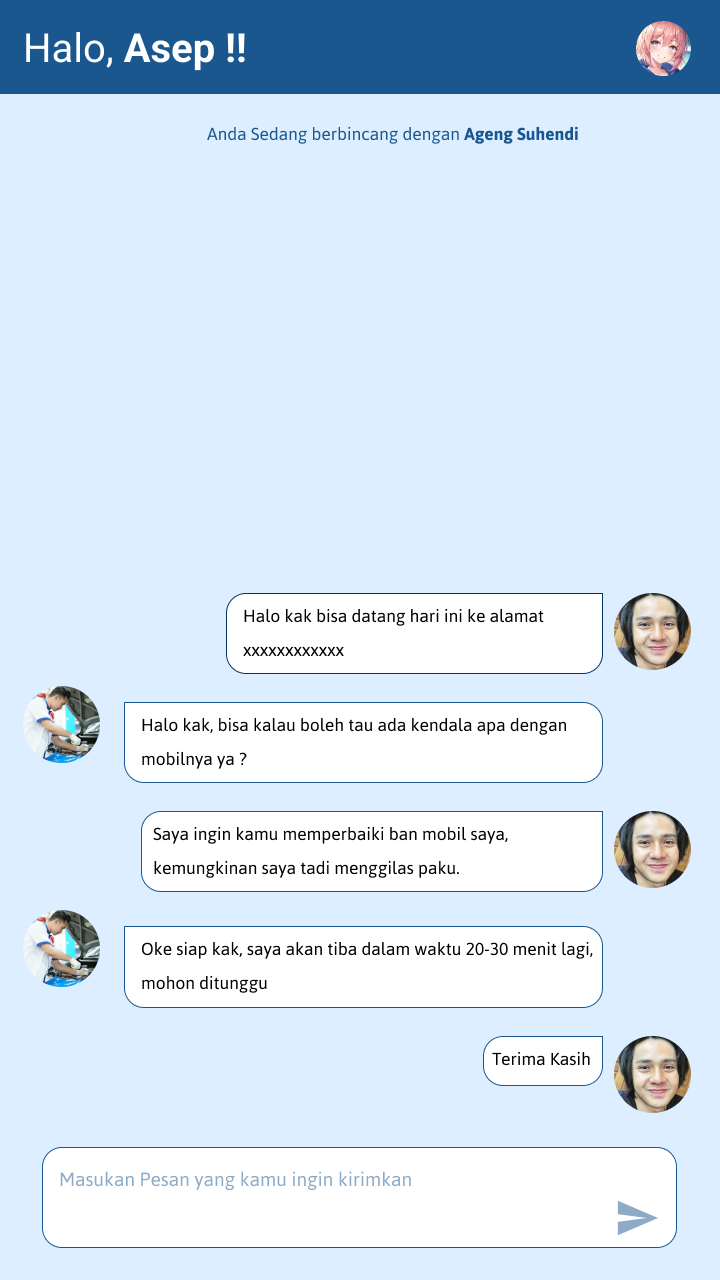 Halo, Asep !!
Anda Sedang berbincang dengan Ageng Suhendi
Halo kak bisa datang hari ini ke alamat
xxxxxxxxxxxx
Halo kak, bisa kalau boleh tau ada kendala apa dengan
mobilnya ya ?
Saya ingin kamu memperbaiki ban mobil saya,
kemungkinan saya tadi menggilas paku.
Oke siap kak, saya akan tiba dalam waktu 20-30 menit lagi,
mohon ditunggu
Terima Kasih
Masukan Pesan yang kamu ingin kirimkan